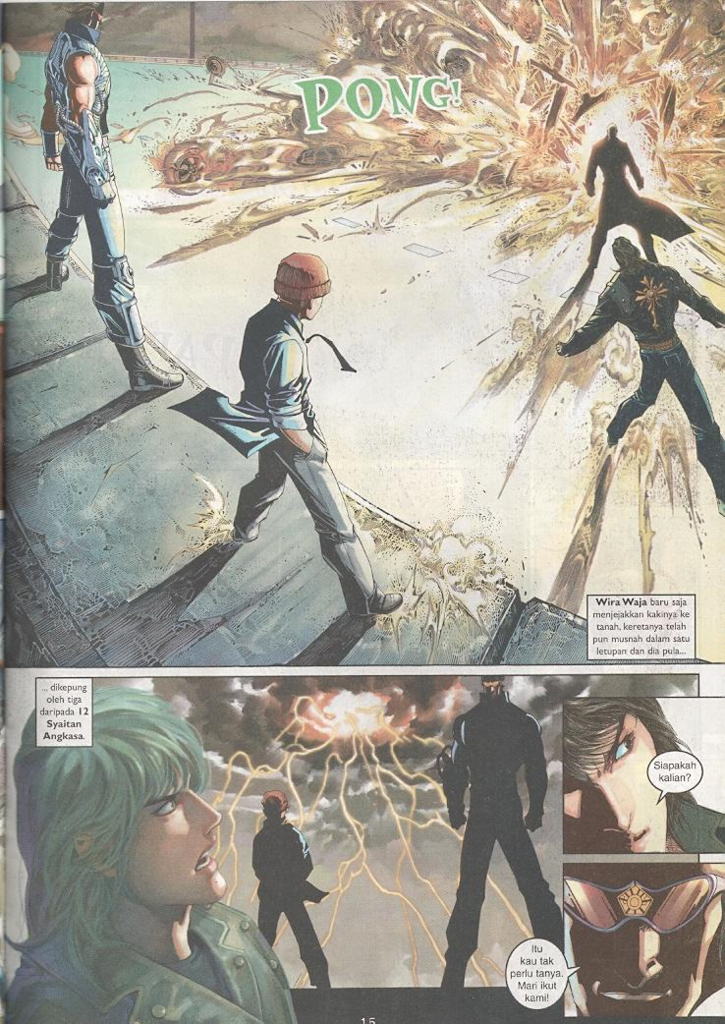 PONG!
Wira Waja baru saja
menjejakkan kakinya ke
tanah, keretanya telah
pun musnah dalam satu
letupan dan dia pula...
... dikepung
oleh tiga
daripada 12
Syaitan
Angkasa.
Siapakah
kalian?
Itu
kau tak
perlu tanya.
Mari ikut
kami!
15